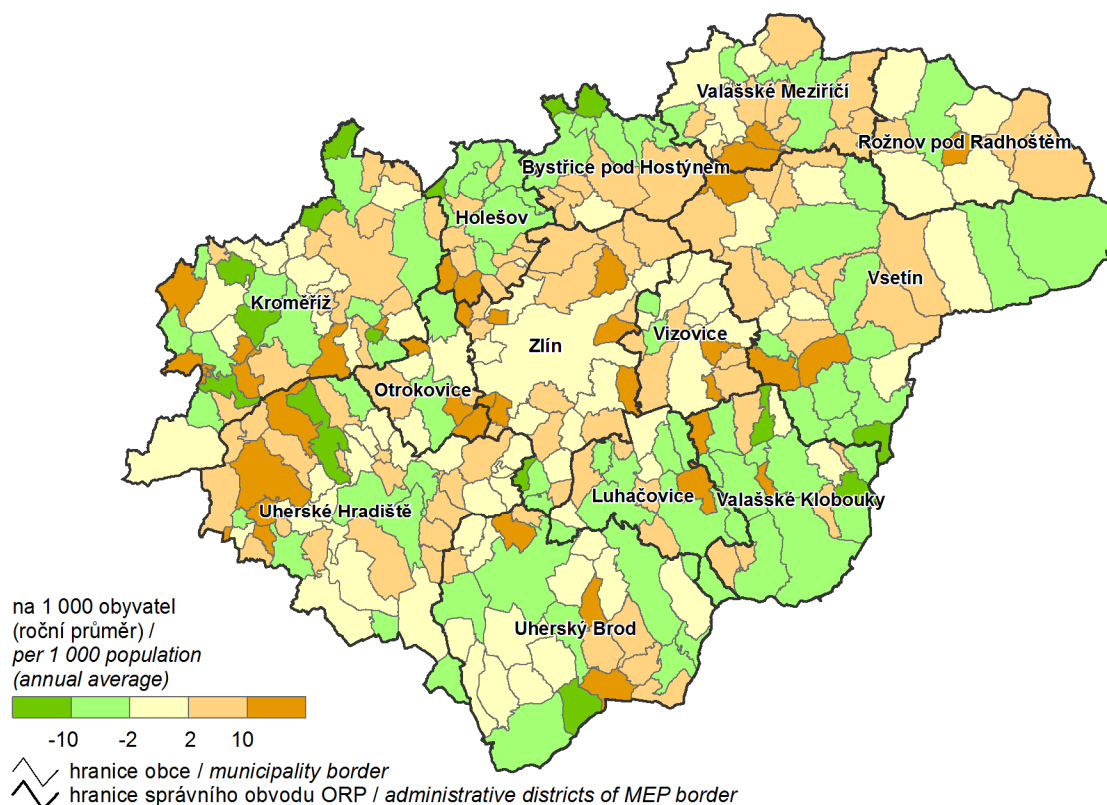 Valašské Meziříčí
Rožnov pod Radhoštěm
Bystřice pod Hostýnem
Holešov
Vsetín
Kroměříž
Vizovice
Zlín
Otrokovice
Luhačovice
Valašské Klobouky
Uherské Hradiště
Uherský Brod
na 1 000 obyvatel
(roční průměr) /
per 1 000 population
(annual average)
-10 -2 2 10
hranice obce / municipality border
hranice správního obvodu ORP / administrative districts of MEP border